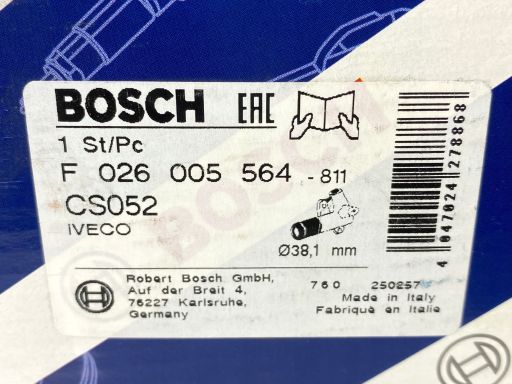 BOSCH
EAC
1 St/Pc
F 026 005 564 - 811
CS052
IVECO
Ø38,1 mm
4 047024 278868
Robert Bosch GmbH,
Auf der Breit 4,
76227 Karlsruhe,
Germany
760 250257
Made in Italy
Fabriqué en Italie
BOSCH